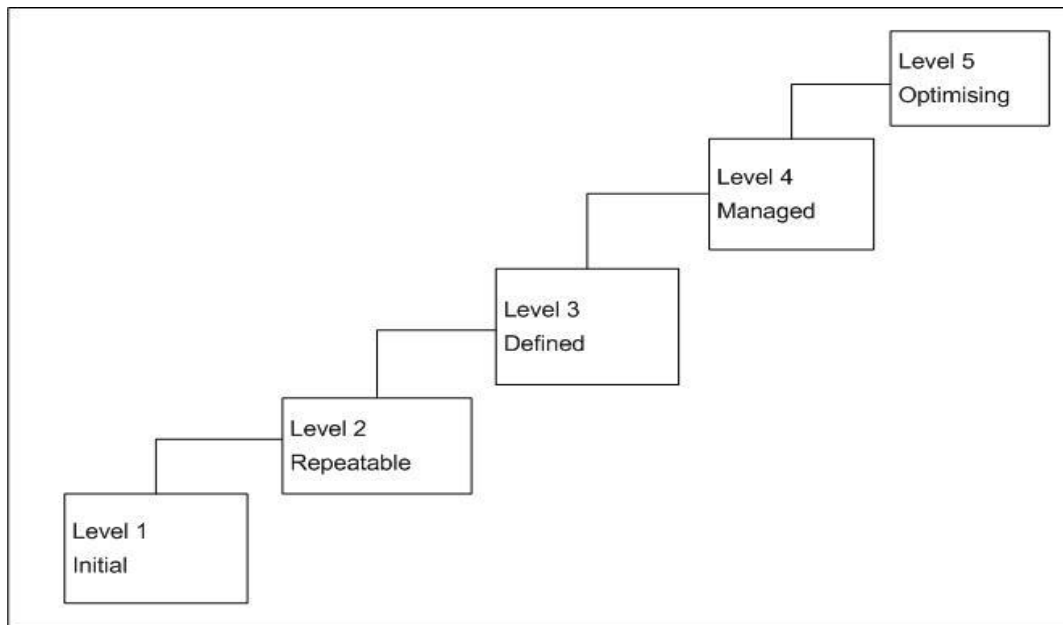 Level 5
Optimising
Level 4
Managed
Level 3
Defined
Level 2
Repeatable
Level 1
Initial